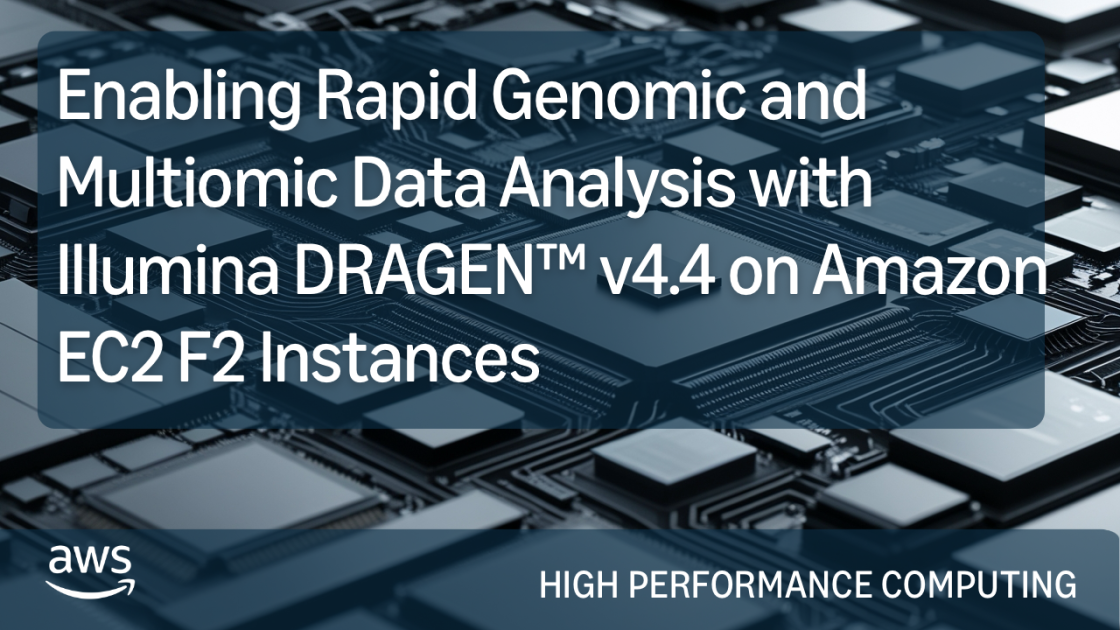 Enabling Rapid Genomic and
Multiomic Data Analysis with
Illumina DRAGEN™ v4.4 on Amazon
EC2 F2 Instances
aws
HIGH PERFORMANCE COMPUTING